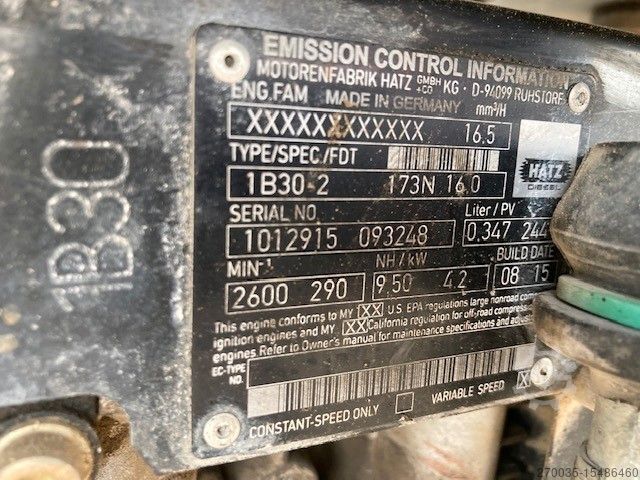 1B30
EMISSION CONTROL INFORMATION
MOTORENFABRIK HATZ GMBH +CO KG · D-94099 RUHSTORF
ENG.FAM MADE IN GERMANY mm³/H
XXXXXXXXXXXX 16.5
TYPE/SPEC/FDT
1B30-2 173N 16.0
HATZ
DIESEL
SERIAL NO. Liter / PV
1012915 093248 0.347 244
MIN⁻¹ NH / kW BUILD DATE
2600 290 9.50 4.2 08 15
This engine conforms to MY XX U.S. EPA regulations large nonroad
ignition engines and MY XX California regulation for off-road
engines. Refer to Owner's manual for maintenance specifications and
EC-TYPE
NO.
CONSTANT-SPEED ONLY VARIABLE SPEED X
270035-15486460